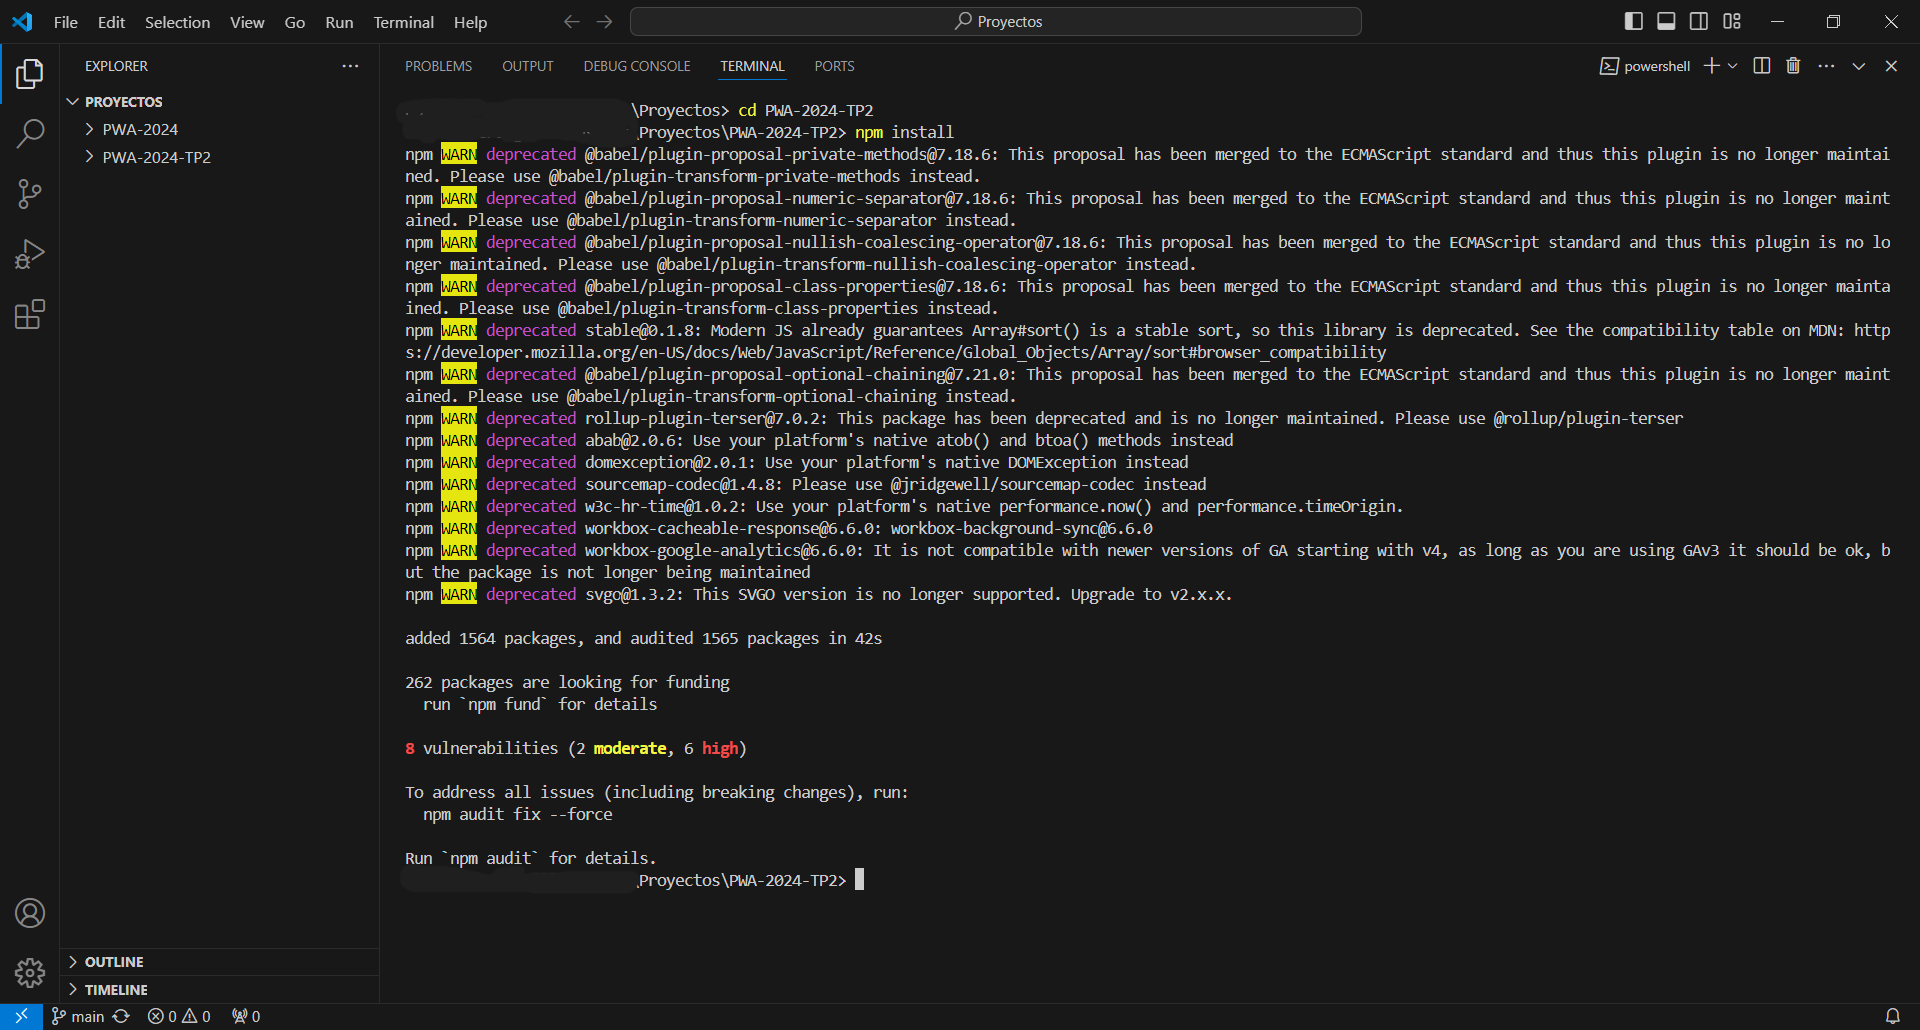 File Edit Selection View Go Run Terminal Help
Proyectos
EXPLORER
PROYECTOS
PWA-2024
PWA-2024-TP2
OUTLINE
TIMELINE
PROBLEMS OUTPUT DEBUG CONSOLE TERMINAL PORTS
powershell
\Proyectos> cd PWA-2024-TP2
\Proyectos\PWA-2024-TP2> npm install
npm WARN deprecated @babel/plugin-proposal-private-methods@7.18.6: This proposal has been merged to the ECMAScript standard and thus this plugin is no longer maintai
ned. Please use @babel/plugin-transform-private-methods instead.
npm WARN deprecated @babel/plugin-proposal-numeric-separator@7.18.6: This proposal has been merged to the ECMAScript standard and thus this plugin is no longer maint
ained. Please use @babel/plugin-transform-numeric-separator instead.
npm WARN deprecated @babel/plugin-proposal-nullish-coalescing-operator@7.18.6: This proposal has been merged to the ECMAScript standard and thus this plugin is no lo
nger maintained. Please use @babel/plugin-transform-nullish-coalescing-operator instead.
npm WARN deprecated @babel/plugin-proposal-class-properties@7.18.6: This proposal has been merged to the ECMAScript standard and thus this plugin is no longer mainta
ined. Please use @babel/plugin-transform-class-properties instead.
npm WARN deprecated stable@0.1.8: Modern JS already guarantees Array#sort() is a stable sort, so this library is deprecated. See the compatibility table on MDN: http
s://developer.mozilla.org/en-US/docs/Web/JavaScript/Reference/Global_Objects/Array/sort#browser_compatibility
npm WARN deprecated @babel/plugin-proposal-optional-chaining@7.21.0: This proposal has been merged to the ECMAScript standard and thus this plugin is no longer maint
ained. Please use @babel/plugin-transform-optional-chaining instead.
npm WARN deprecated rollup-plugin-terser@7.0.2: This package has been deprecated and is no longer maintained. Please use @rollup/plugin-terser
npm WARN deprecated abab@2.0.6: Use your platform's native atob() and btoa() methods instead
npm WARN deprecated domexception@2.0.1: Use your platform's native DOMException instead
npm WARN deprecated sourcemap-codec@1.4.8: Please use @jridgewell/sourcemap-codec instead
npm WARN deprecated w3c-hr-time@1.0.2: Use your platform's native performance.now() and performance.timeOrigin.
npm WARN deprecated workbox-cacheable-response@6.6.0: workbox-background-sync@6.6.0
npm WARN deprecated workbox-google-analytics@6.6.0: It is not compatible with newer versions of GA starting with v4, as long as you are using GAv3 it should be ok, b
ut the package is not longer being maintained
npm WARN deprecated svgo@1.3.2: This SVGO version is no longer supported. Upgrade to v2.x.x.
added 1564 packages, and audited 1565 packages in 42s
262 packages are looking for funding
run `npm fund` for details
8 vulnerabilities (2 moderate, 6 high)
To address all issues (including breaking changes), run:
npm audit fix --force
Run `npm audit` for details.
\Proyectos\PWA-2024-TP2>
main 0 0 0